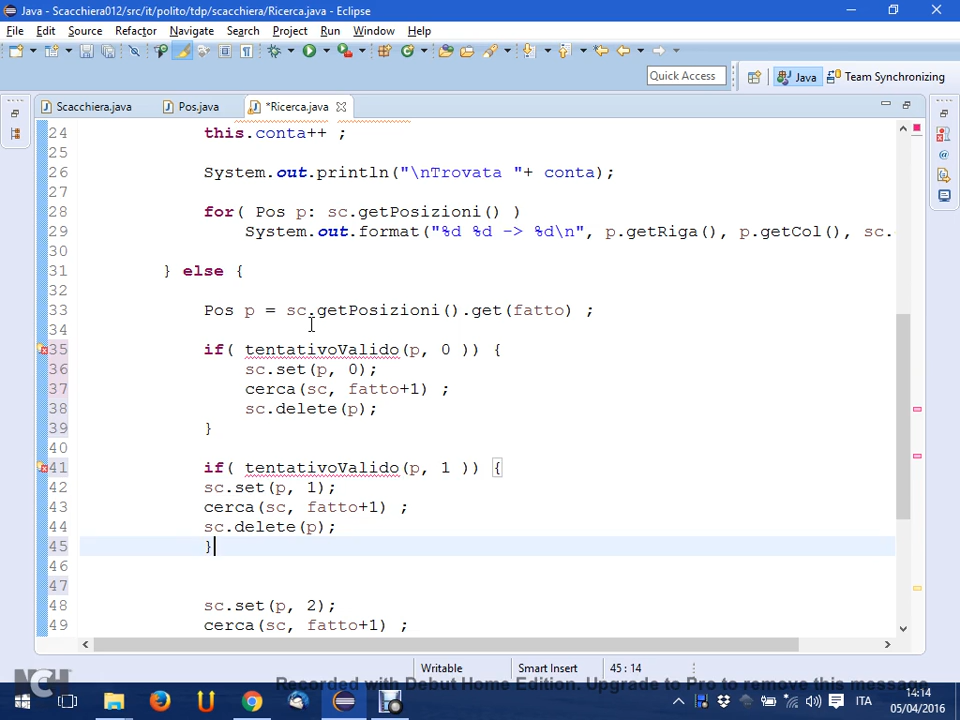 Java - Scacchiera012/src/it/polito/tdp/scacchiera/Ricerca.java - Eclipse
File Edit Source Refactor Navigate Search Project Run Window Help
Quick Access
Java
Team Synchronizing
Scacchiera.java
Pos.java
*Ricerca.java
24 this.conta++ ;
25
26 System.out.println("\nTrovata "+ conta);
27
28 for( Pos p: sc.getPosizioni() )
29 System.out.format("%d %d -> %d\n", p.getRiga(), p.getCol(), sc.
30
31 } else {
32
33 Pos p = sc.getPosizioni().get(fatto) ;
34
35 if( tentativoValido(p, 0 )) {
36 sc.set(p, 0);
37 cerca(sc, fatto+1) ;
38 sc.delete(p);
39 }
40
41 if( tentativoValido(p, 1 )) {
42 sc.set(p, 1);
43 cerca(sc, fatto+1) ;
44 sc.delete(p);
45 }
46
47
48 sc.set(p, 2);
49 cerca(sc, fatto+1) ;
Writable
Smart Insert
45 : 14
NCH
Recorded with Debut Home Edition. Upgrade to Pro to remove this message
ITA
14:14
05/04/2016